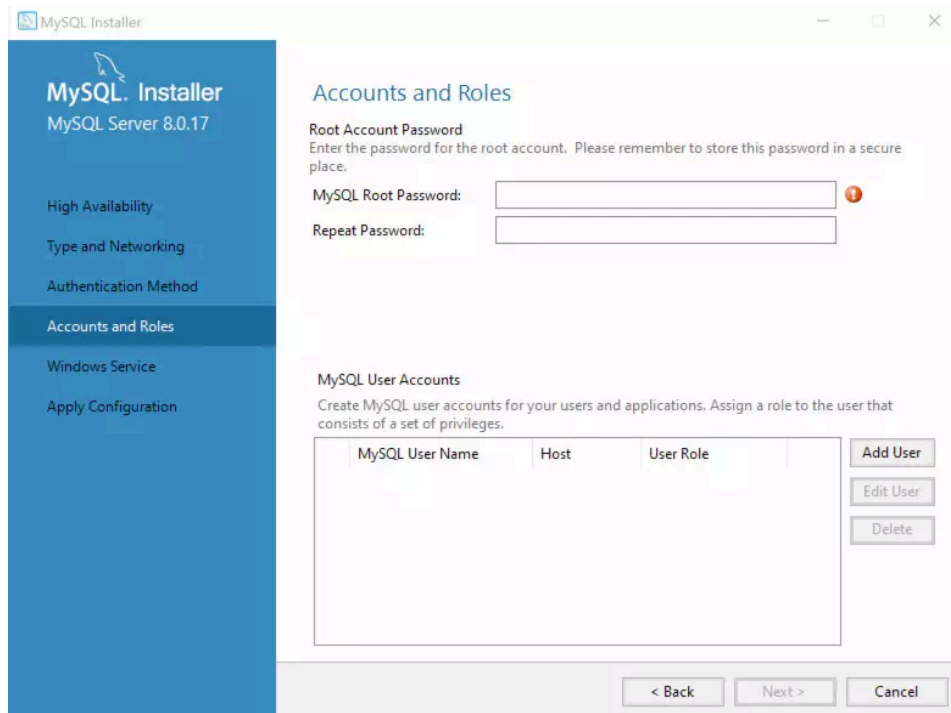 MySQL Installer
MySQL. Installer
MySQL Server 8.0.17
High Availability
Type and Networking
Authentication Method
Accounts and Roles
Windows Service
Apply Configuration
Accounts and Roles
Root Account Password
Enter the password for the root account.  Please remember to store this password in a secure
place.
MySQL Root Password:
Repeat Password:
MySQL User Accounts
Create MySQL user accounts for your users and applications. Assign a role to the user that
consists of a set of privileges.
MySQL User Name Host User Role
Add User
Edit User
Delete
< Back Next > Cancel